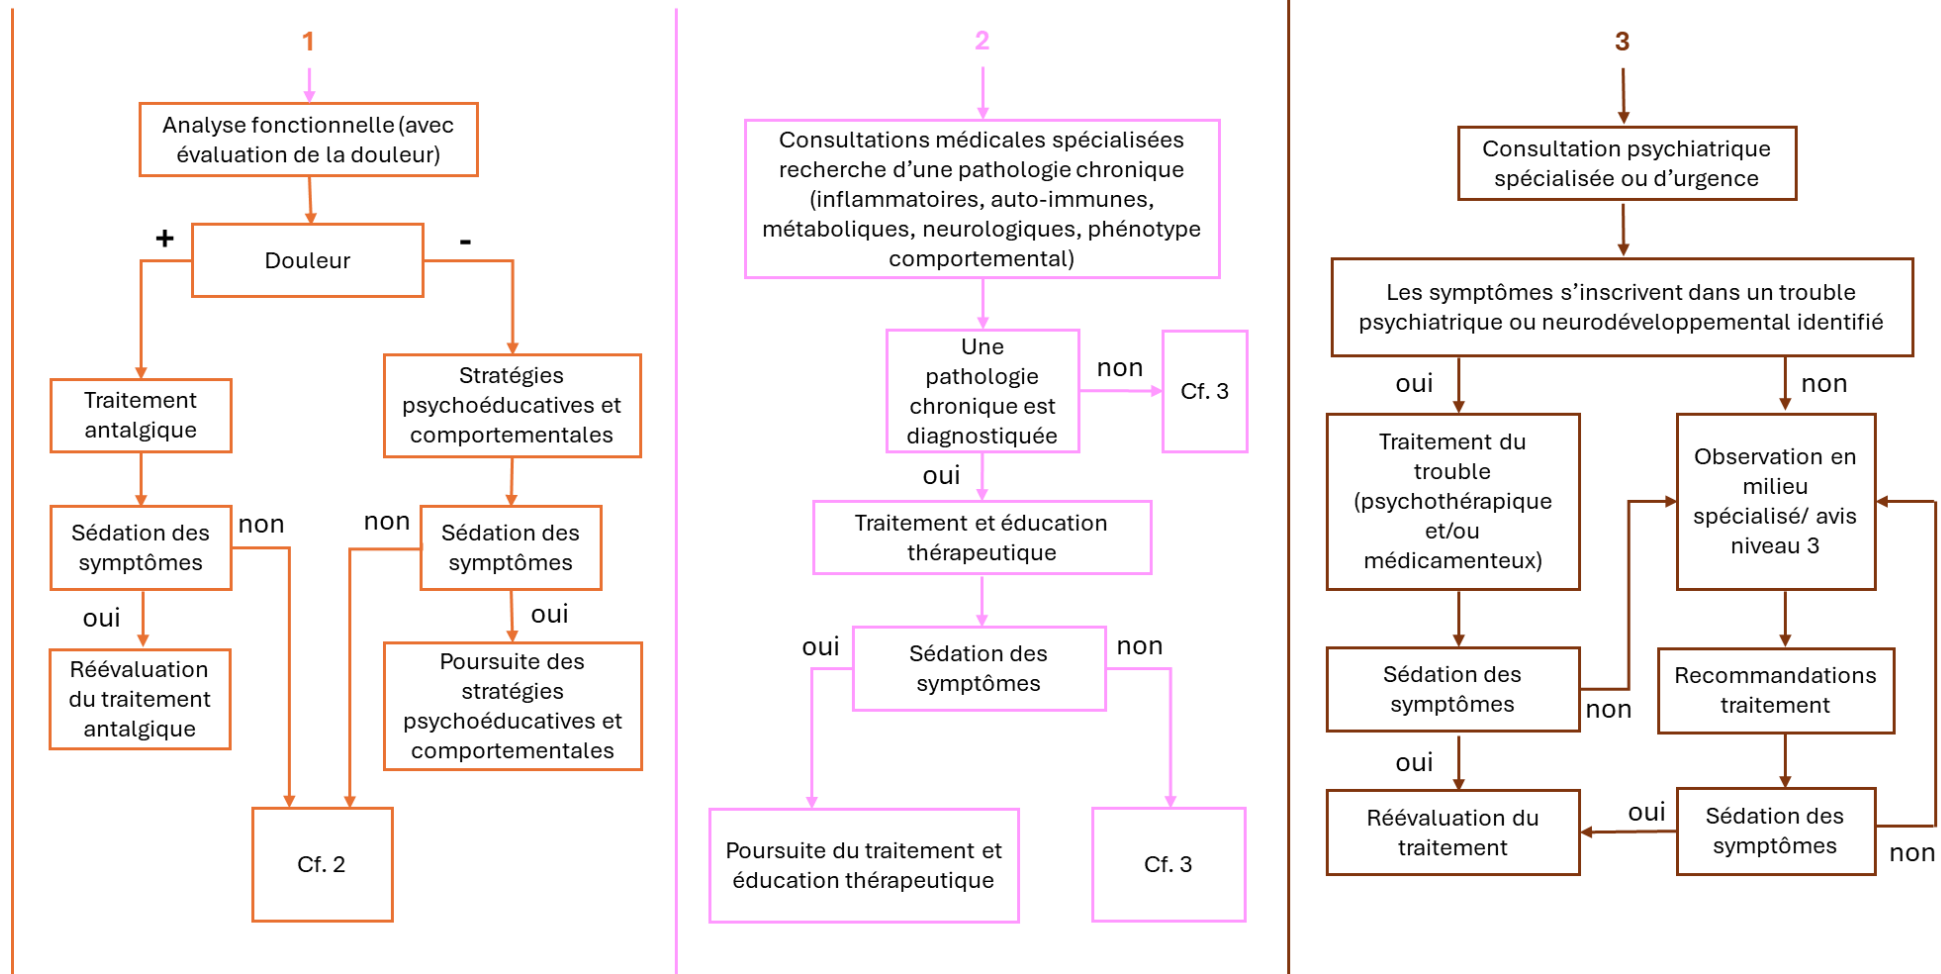 1
Analyse fonctionnelle (avec
évaluation de la douleur)
+
-
Douleur
Traitement
antalgique
Stratégies
psychoéducatives et
comportementales
Sédation des
symptômes
non
non
Sédation des
symptômes
oui
oui
Réévaluation
du traitement
antalgique
Poursuite des
stratégies
psychoéducatives et
comportementales
Cf. 2
2
Consultations médicales spécialisées
recherche d’une pathologie chronique
(inflammatoires, auto-immunes,
métaboliques, neurologiques, phénotype
comportemental)
Une
pathologie
chronique est
diagnostiquée
non
Cf. 3
oui
Traitement et éducation
thérapeutique
oui
Sédation des
symptômes
non
Poursuite du traitement et
éducation thérapeutique
Cf. 3
3
Consultation psychiatrique
spécialisée ou d’urgence
Les symptômes s’inscrivent dans un trouble
psychiatrique ou neurodéveloppemental identifié
oui
non
Traitement du
trouble
(psychothérapique
et/ou
médicamenteux)
Observation en
milieu
spécialisé/ avis
niveau 3
Sédation des
symptômes
non
Recommandations
traitement
oui
Réévaluation du
traitement
oui
Sédation des
symptômes
non